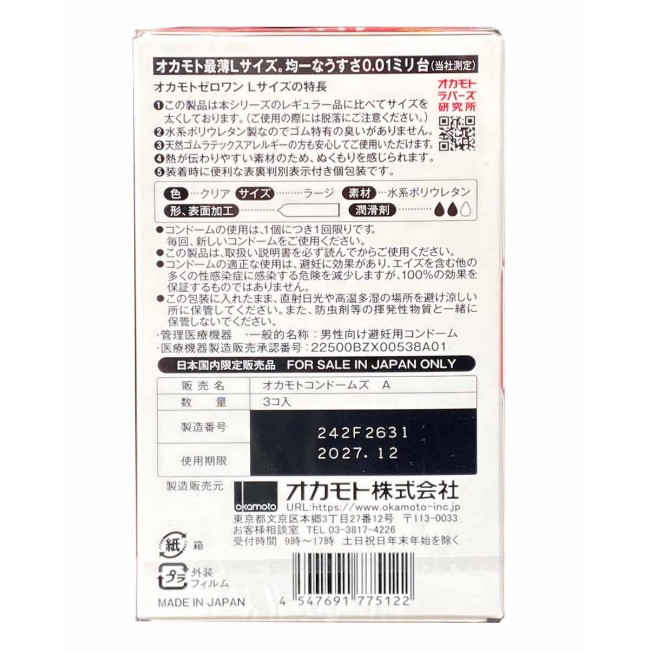 オカモト最薄Lサイズ。均一なうすさ0.01ミリ台(当社測定)
オカモトゼロワン Lサイズの特長
オカモト
ラバーズ
研究所
❶この製品は本シリーズのレギュラー品に比べてサイズを
太くしております。(ご使用の際には脱落にご注意ください。)
❷水系ポリウレタン製なのでゴム特有の臭いがありません。
❸天然ゴムラテックスアレルギーの方も安心してご使用いただけます。
❹熱が伝わりやすい素材のため、ぬくもりを感じられます。
❺装着時に便利な表裏判別表示付き個包装です。
色 …クリア サイズ ………ラージ 素材 …水系ポリウレタン
形、表面加工 … 潤滑剤 …
●コンドームの使用は、1個につき1回限りです。
毎回、新しいコンドームをご使用ください。
●この製品は、取扱い説明書を必ず読んでからご使用ください。
●コンドームの適正な使用は、避妊に効果があり、エイズを含む他の
多くの性感染症に感染する危険を減少しますが、100%の効果を
保証するものではありません。
●この包装に入れたまま、直射日光や高温多湿の場所を避け涼しい
所に保管してください。また、防虫剤等の揮発性物質と一緒に
保管しないでください。
・管理医療機器 ・一般的名称:男性向け避妊用コンドーム
・医療機器製造販売承認番号:22500BZX00538A01
日本国内限定販売品 FOR SALE IN JAPAN ONLY
販売名 オカモトコンドームズ A
数量 3コ入
製造番号 242F2631
使用期限 2027.12
製造販売元 okamoto オカモト株式会社
URL:https://www.okamoto-inc.jp/
東京都文京区本郷3丁目27番12号 〒113-0033
お客様相談室 TEL 03-3817-4226
受付時間 9時〜17時 土日祝日年末年始を除く
紙 箱
プラ 外装
フィルム
MADE IN JAPAN
4 547691 775122